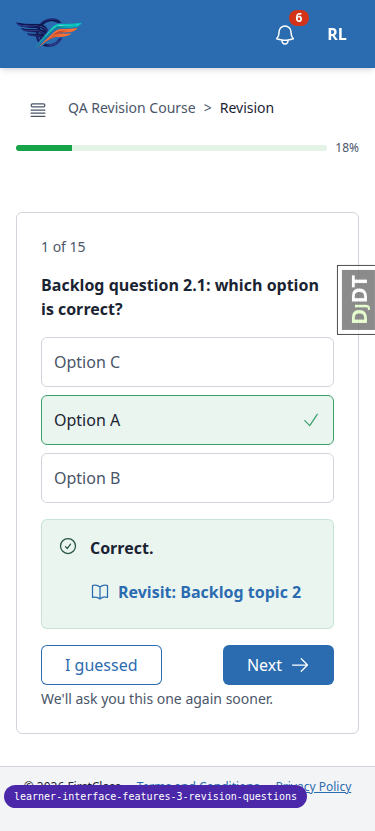 6
RL
QA Revision Course > Revision
18%
1 of 15
Backlog question 2.1: which option
is correct?
DJDT
Option C
Option A
Option B
Correct.
Revisit: Backlog topic 2
I guessed
Next
We'll ask you this one again sooner.
© 2026 FirstClass
Terms and Conditions
Privacy Policy
learner-interface-features-3-revision-questions